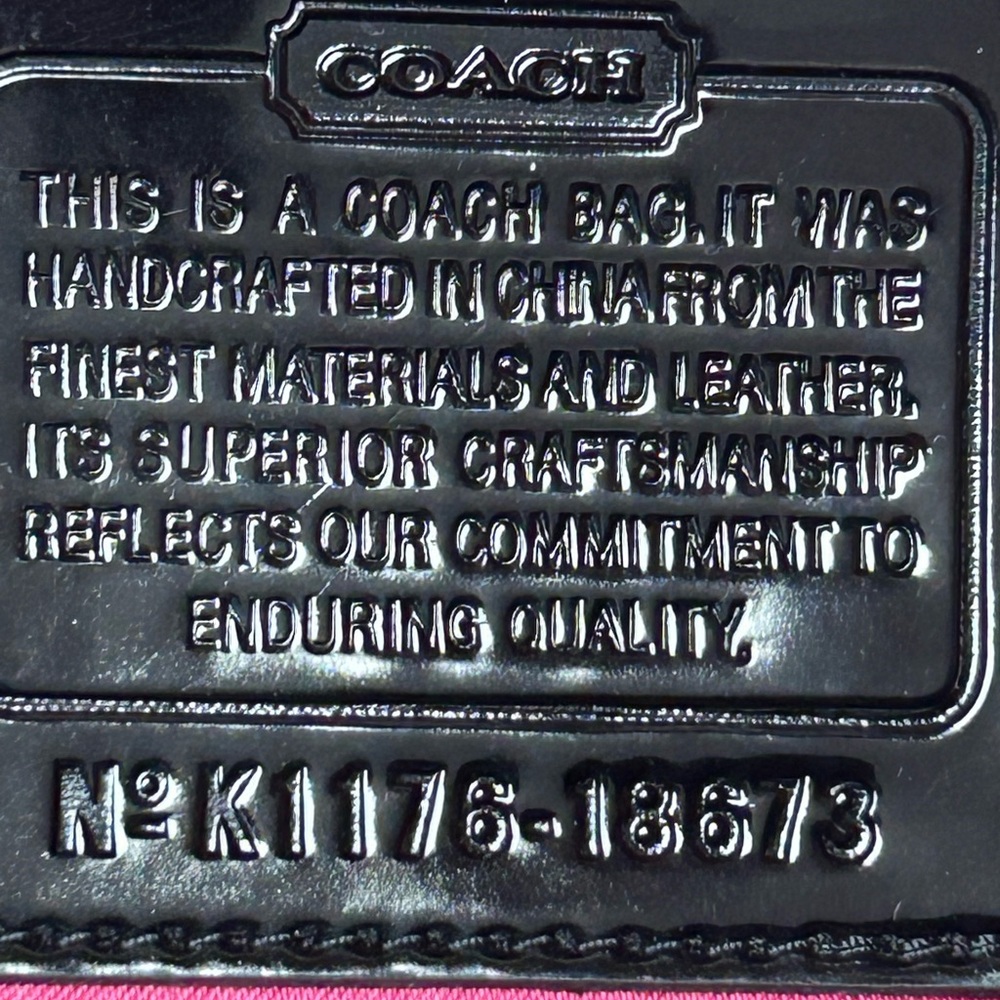 COACH
THIS IS A COACH BAG. IT WAS
HANDCRAFTED IN CHINA FROM THE
FINEST MATERIALS AND LEATHER.
ITS SUPERIOR CRAFTSMANSHIP
REFLECTS OUR COMMITMENT TO
ENDURING QUALITY.
Nº K1176-18673